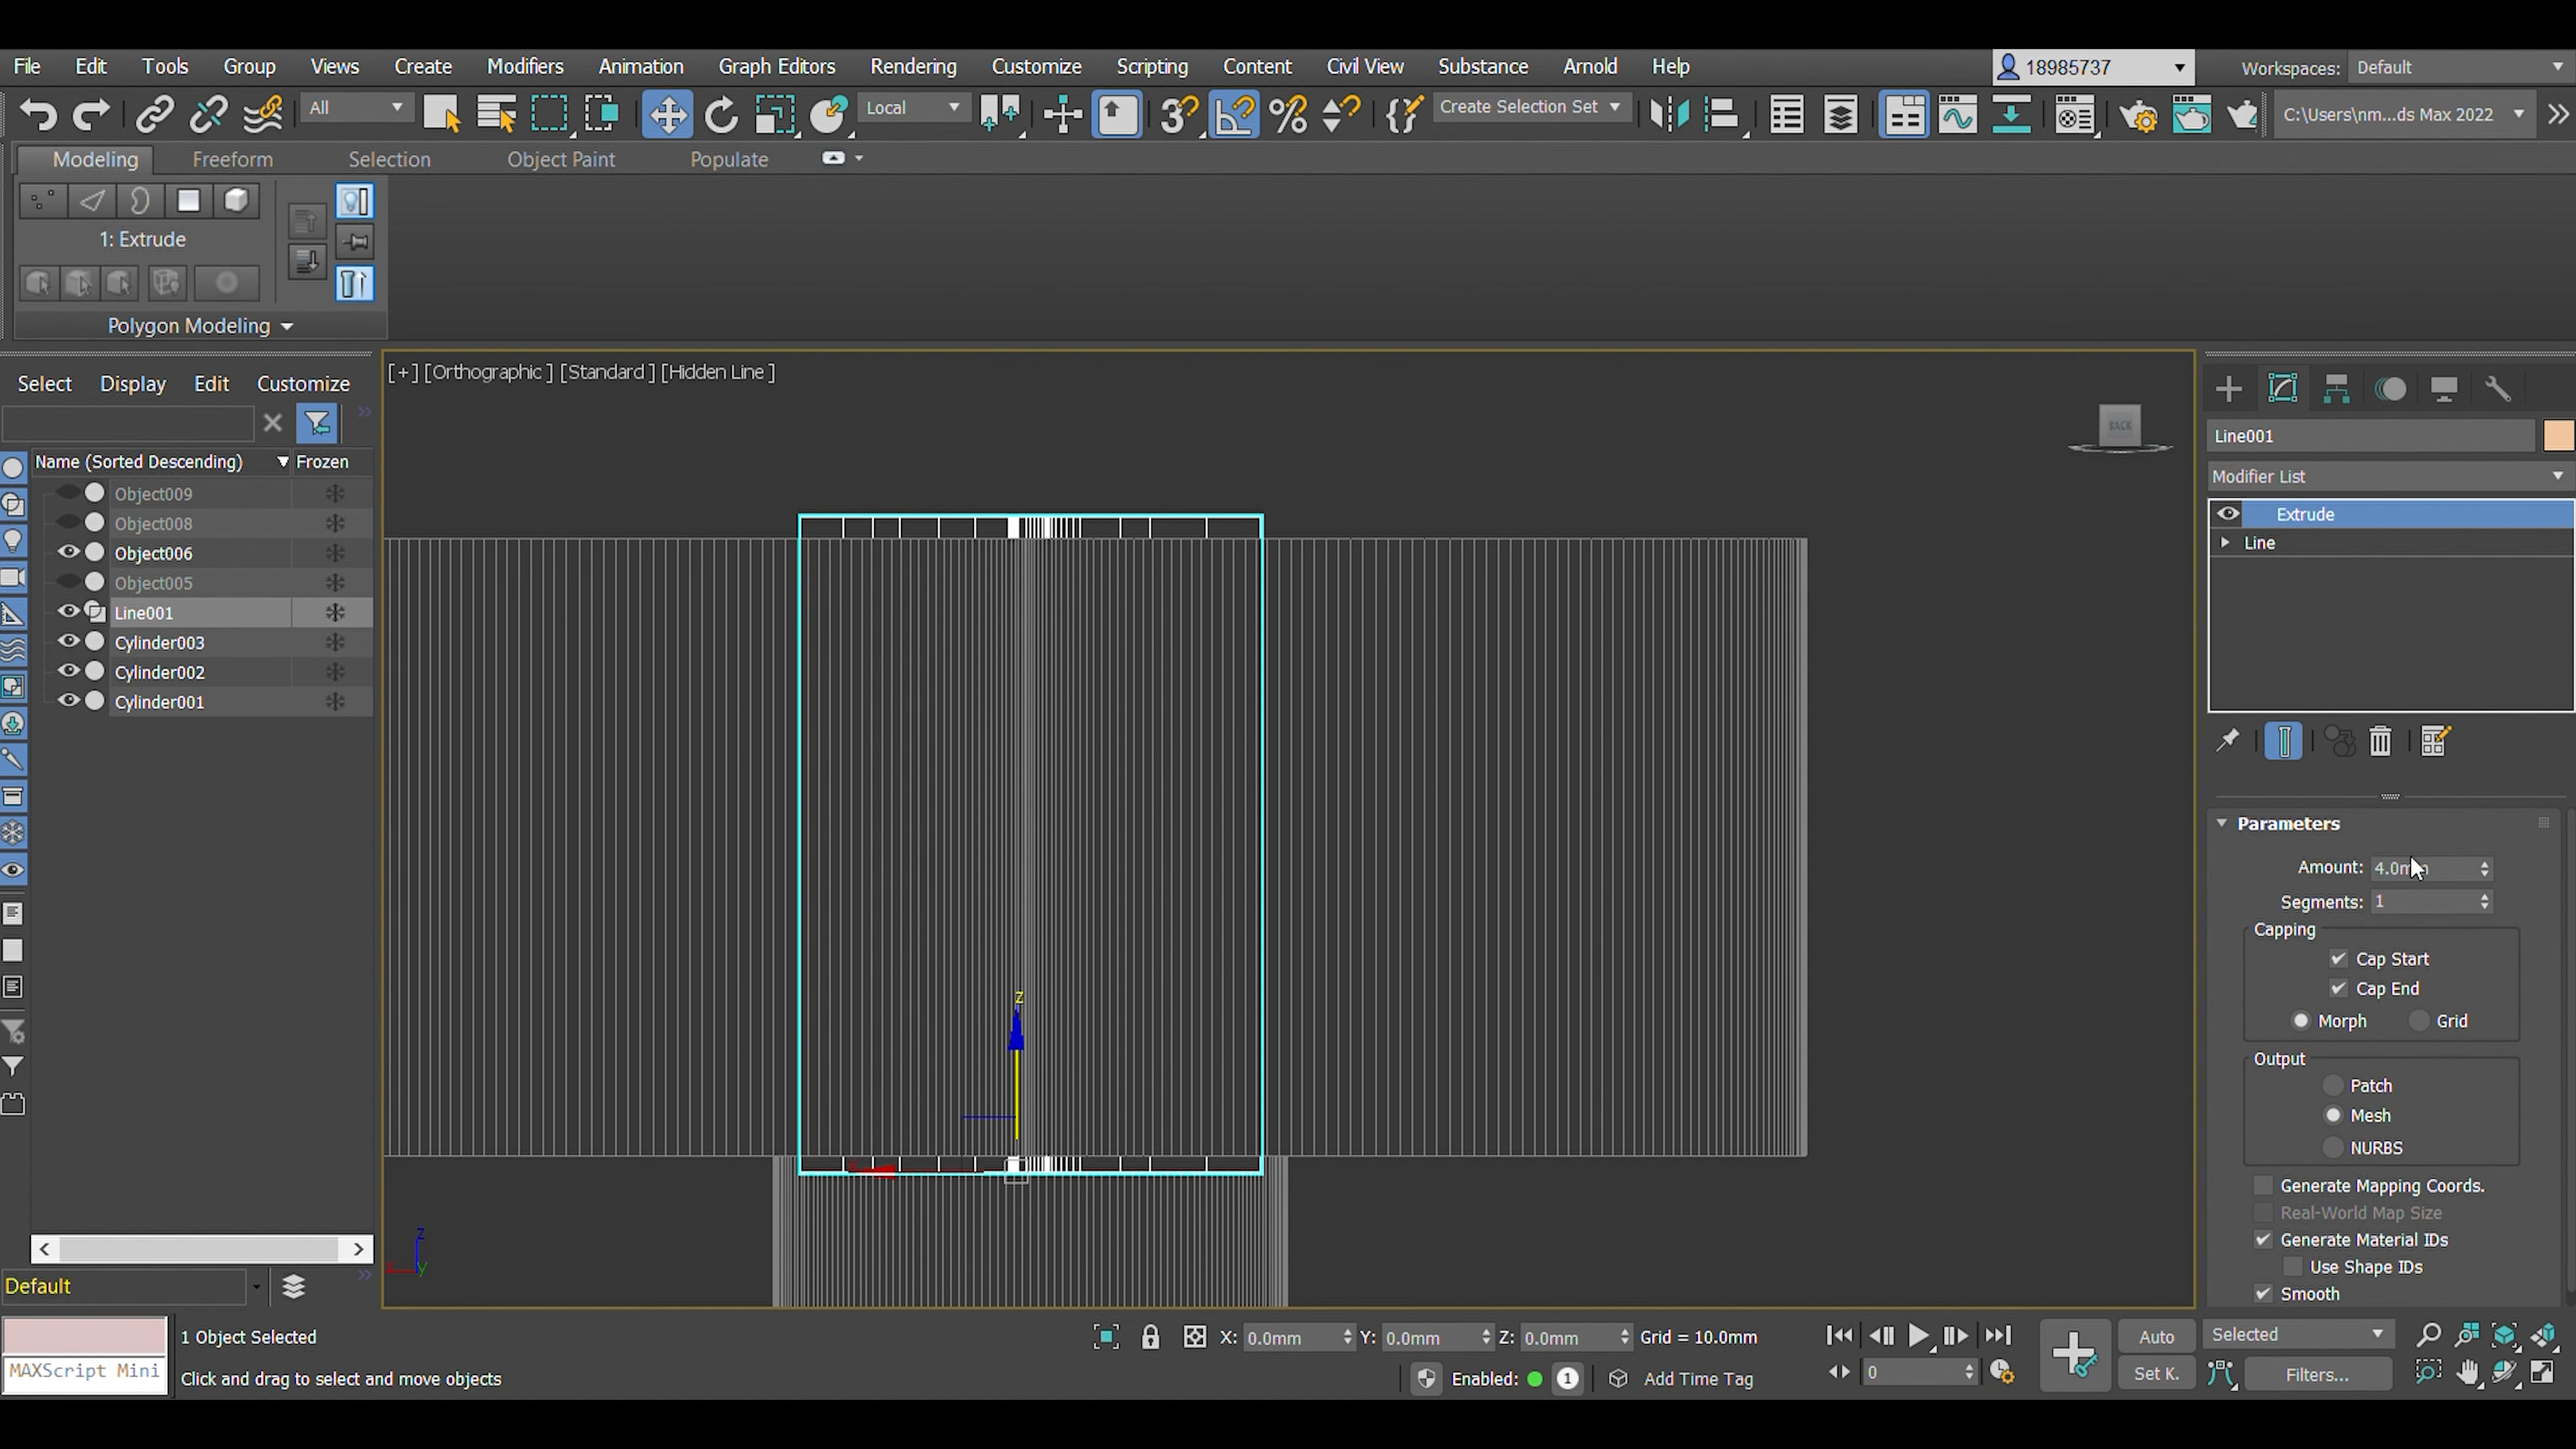 File Edit Tools Group Views Create Modifiers Animation Graph Editors Rendering Customize Scripting Content Civil View Substance Arnold Help 18985737 Workspaces: Default
All Local Create Selection Set C:\Users\nm...ds Max 2022
Modeling Freeform Selection Object Paint Populate
1: Extrude
Polygon Modeling
[+] [Orthographic ] [Standard ] [Hidden Line ]
Select Display Edit Customize
Name (Sorted Descending) Frozen
Object009
Object008
Object006
Object005
Line001
Cylinder003
Cylinder002
Cylinder001
BACK
z
z
y
Line001
Modifier List
Extrude
Line
Parameters
Amount: 4.0mm
Segments: 1
Capping
Cap Start
Cap End
Morph Grid
Output
Patch
Mesh
NURBS
Generate Mapping Coords.
Real-World Map Size
Generate Material IDs
Use Shape IDs
Smooth
Default
1 Object Selected X: 0.0mm Y: 0.0mm Z: 0.0mm Grid = 10.0mm Auto Selected
MAXScript Mini Click and drag to select and move objects Enabled: 1 Add Time Tag 0 Set K. Filters...